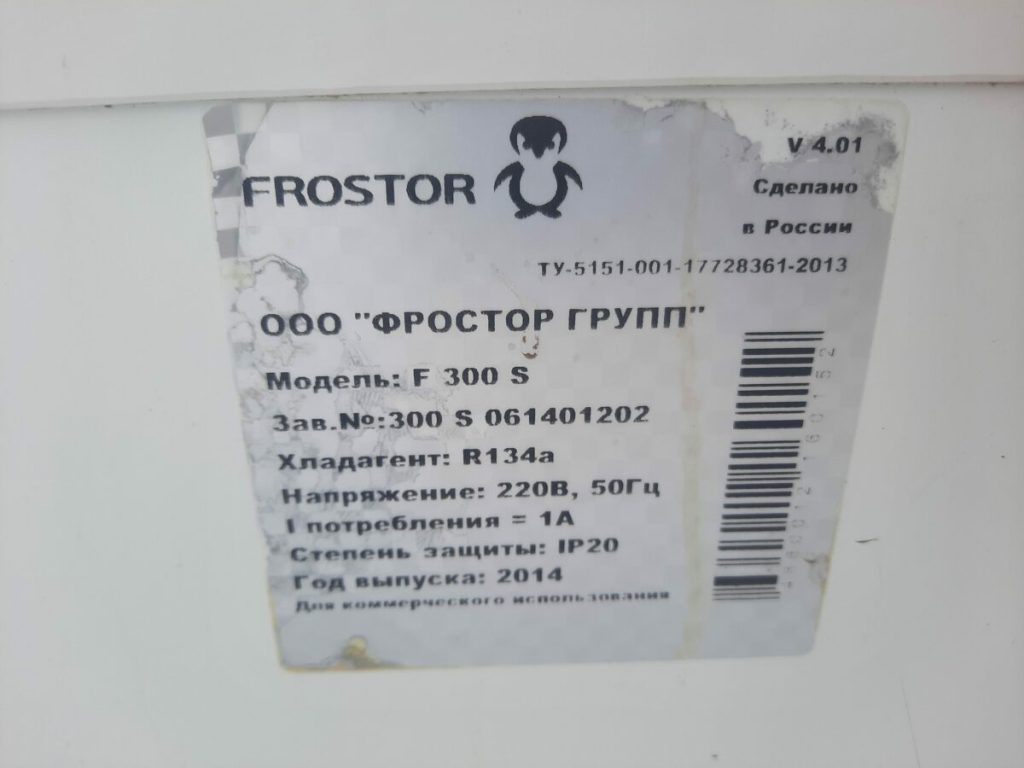 FROSTOR
V 4.01
Сделано
в России
ТУ-5151-001-17728361-2013
ООО "ФРОСТОР ГРУПП"
Модель: F 300 S
Зав.№:300 S 061401202
Хладагент: R134a
Напряжение: 220В, 50Гц
I потребления = 1А
Степень защиты: IP20
Год выпуска: 2014
Для коммерческого использования